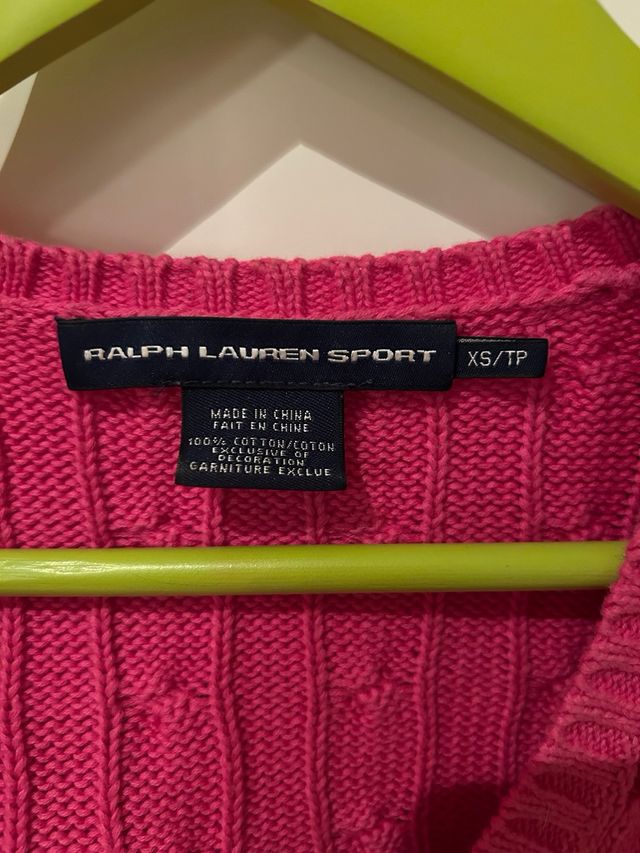 RALPH LAUREN SPORT
XS/TP
MADE IN CHINA
FAIT EN CHINE
100% COTTON/COTON
EXCLUSIVE OF
DECORATION
GARNITURE EXCLUE